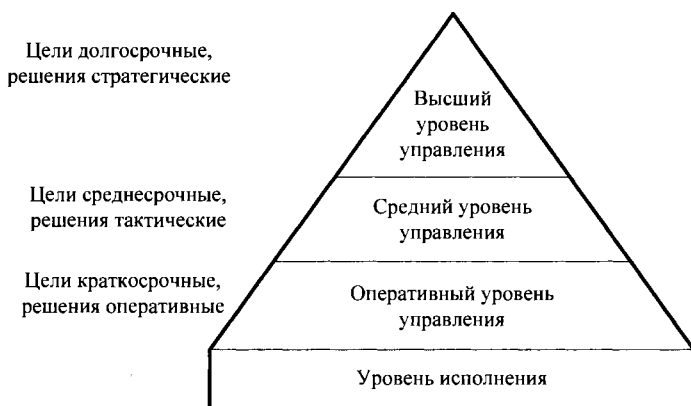 Цели долгосрочные,
решения стратегические
Высший
уровень
управления
Цели среднесрочные,
решения тактические
Средний уровень
управления
Цели краткосрочные,
решения оперативные
Оперативный уровень
управления
Уровень исполнения